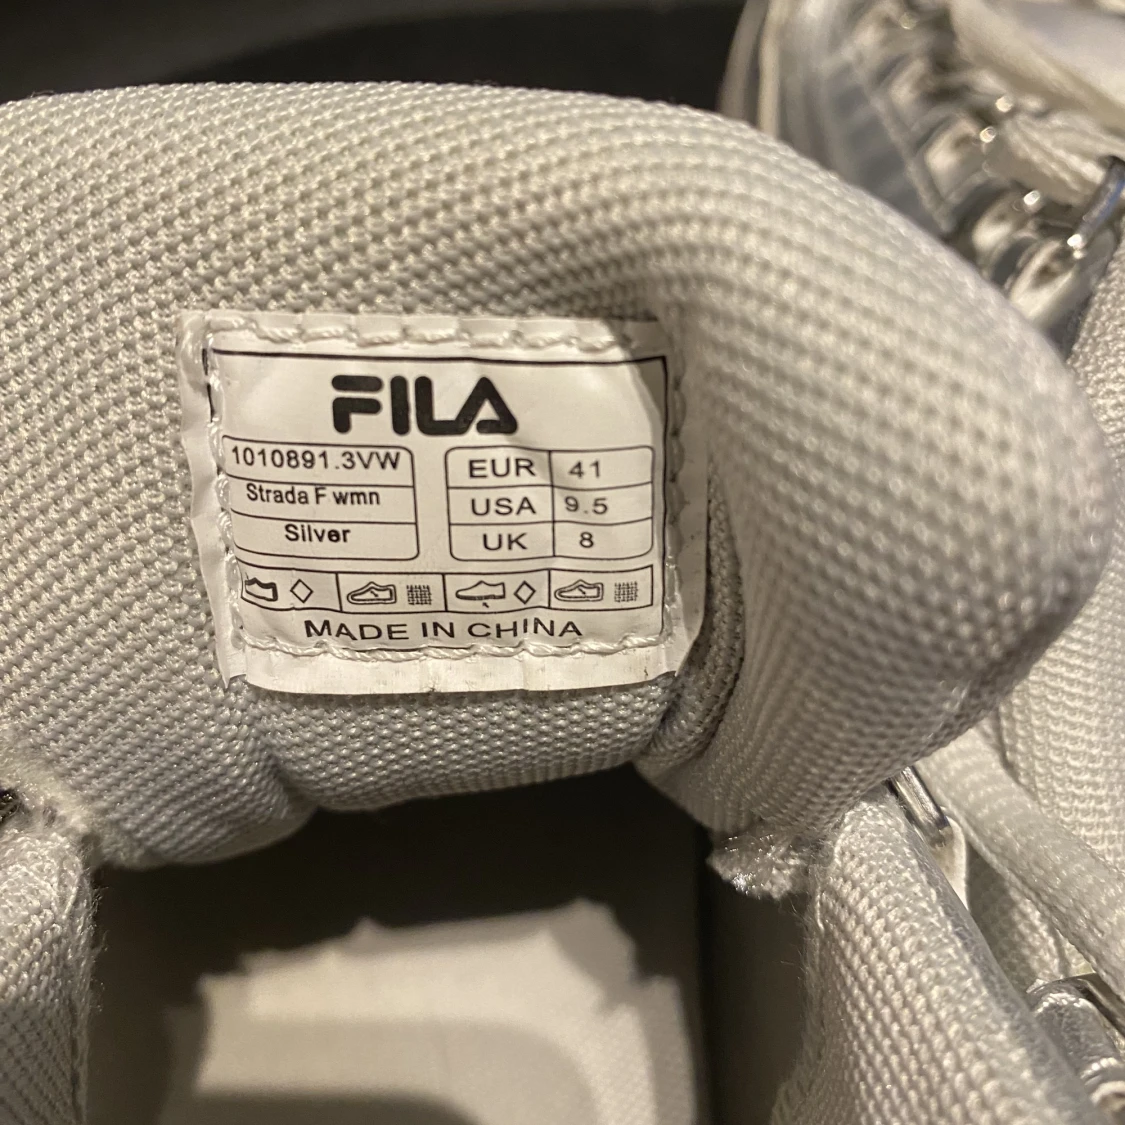 FILA
1010891.3VW
Strada F wmn
Silver
EUR 41
USA 9.5
UK 8
MADE IN CHINA